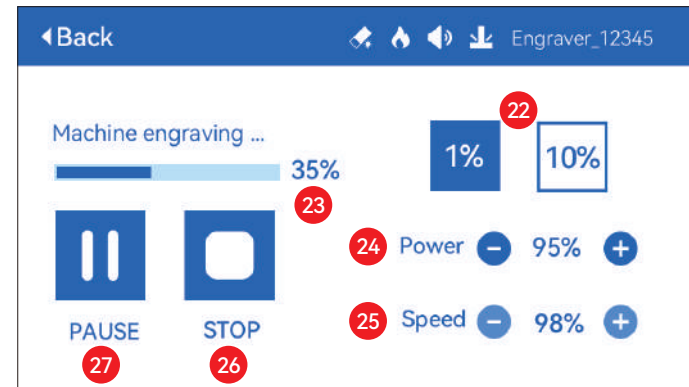 Back
Engraver_12345
22
Machine engraving ...
1%
10%
35%
23
24
Power
95%
25
Speed
98%
PAUSE
STOP
27
26